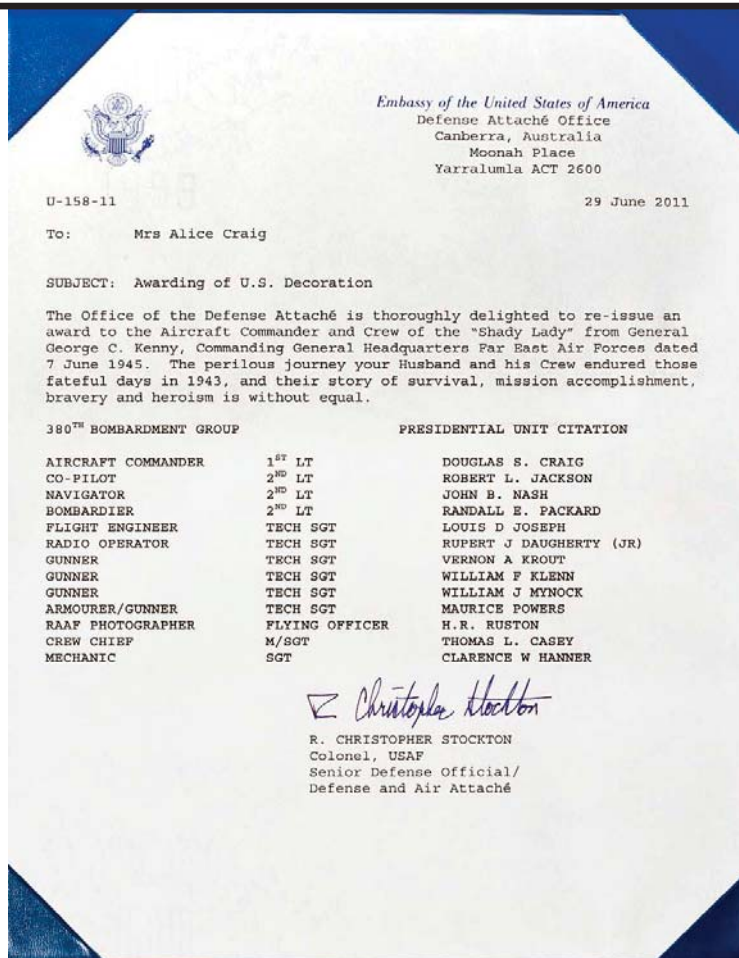 Embassy of the United States of America
Defense Attaché Office
Canberra, Australia
Moonah Place
Yarralumla ACT 2600
U-158-11 29 June 2011
To: Mrs Alice Craig
SUBJECT: Awarding of U.S. Decoration
The Office of the Defense Attaché is thoroughly delighted to re-issue an
award to the Aircraft Commander and Crew of the "Shady Lady" from General
George C. Kenny, Commanding General Headquarters Far East Air Forces dated
7 June 1945. The perilous journey your Husband and his Crew endured those
fateful days in 1943, and their story of survival, mission accomplishment,
bravery and heroism is without equal.
380TH BOMBARDMENT GROUP PRESIDENTIAL UNIT CITATION
AIRCRAFT COMMANDER 1ST LT DOUGLAS S. CRAIG
CO-PILOT 2ND LT ROBERT L. JACKSON
NAVIGATOR 2ND LT JOHN B. NASH
BOMBARDIER 2ND LT RANDALL E. PACKARD
FLIGHT ENGINEER TECH SGT LOUIS D JOSEPH
RADIO OPERATOR TECH SGT RUPERT J DAUGHERTY (JR)
GUNNER TECH SGT VERNON A KROUT
GUNNER TECH SGT WILLIAM F KLENN
GUNNER TECH SGT WILLIAM J MYNOCK
ARMOURER/GUNNER TECH SGT MAURICE POWERS
RAAF PHOTOGRAPHER FLYING OFFICER H.R. RUSTON
CREW CHIEF M/SGT THOMAS L. CASEY
MECHANIC SGT CLARENCE W HANNER
R Christopher Stockton
R. CHRISTOPHER STOCKTON
Colonel, USAF
Senior Defense Official/
Defense and Air Attaché